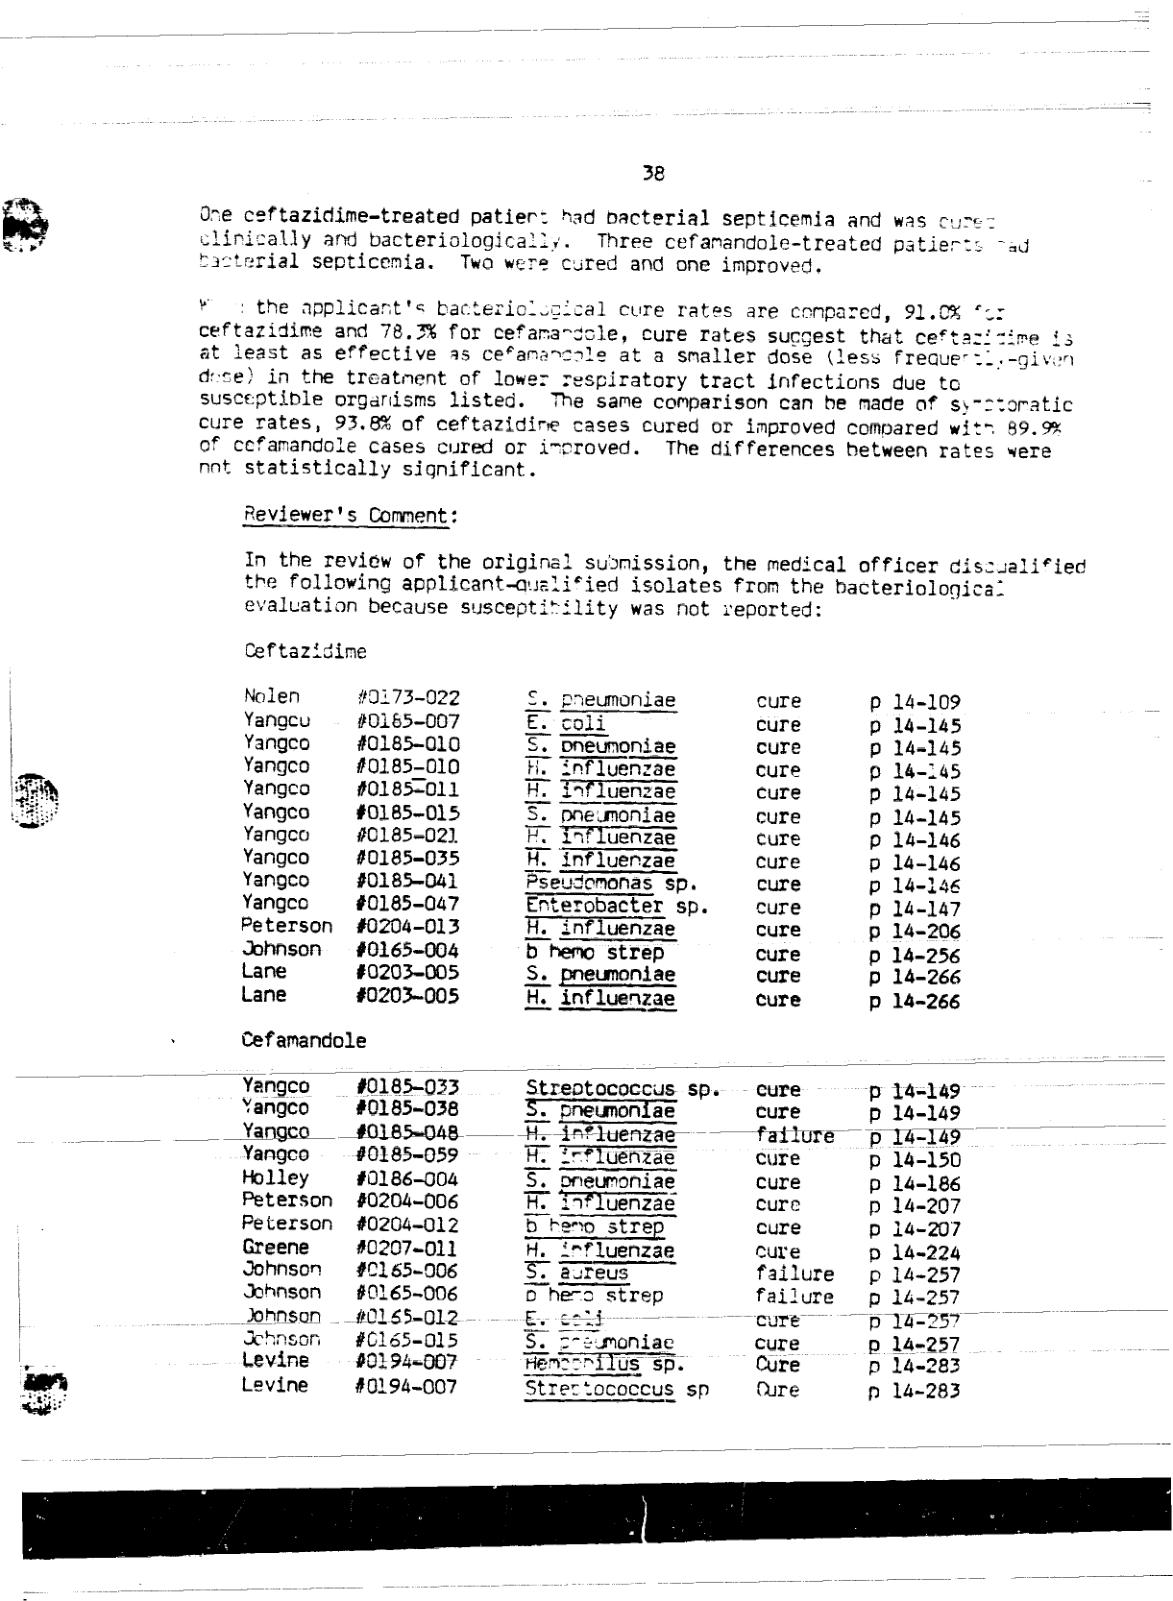 38
One ceftazidime-treated patient had bacterial septicemia and was cured
clinically and bacteriologically. Three cefamandole-treated patients had
bacterial septicemia. Two were cured and one improved.
the applicant's bacteriological cure rates are compared, 91.0% for
ceftazidime and 78.3% for cefamandole, cure rates suggest that ceftazidime is
at least as effective as cefamandole at a smaller dose (less frequently-given
dose) in the treatment of lower respiratory tract infections due to
susceptible organisms listed. The same comparison can be made of symptomatic
cure rates, 93.8% of ceftazidime cases cured or improved compared with 89.9%
of cefamandole cases cured or improved. The differences between rates were
not statistically significant.
Reviewer's Comment:
In the review of the original submission, the medical officer disqualified
the following applicant-qualified isolates from the bacteriological
evaluation because susceptibility was not reported:
Ceftazidime
Nolen #0173-022 S. pneumoniae cure p 14-109
Yangcu #0185-007 E. coli cure p 14-145
Yangco #0185-010 S. pneumoniae cure p 14-145
Yangco #0185-010 H. influenzae cure p 14-145
Yangco #0185-011 H. influenzae cure p 14-145
Yangco #0185-015 S. pneumoniae cure p 14-145
Yangco #0185-021 H. influenzae cure p 14-146
Yangco #0185-035 H. influenzae cure p 14-146
Yangco #0185-041 Pseudomonas sp. cure p 14-146
Yangco #0185-047 Enterobacter sp. cure p 14-147
Peterson #0204-013 H. influenzae cure p 14-206
Johnson #0165-004 b hemo strep cure p 14-256
Lane #0203-005 S. pneumoniae cure p 14-266
Lane #0203-005 H. influenzae cure p 14-266
Cefamandole
Yangco #0185-033 Streptococcus sp. cure p 14-149
Yangco #0185-038 S. pneumoniae cure p 14-149
Yangco #0185-048 H. influenzae failure p 14-149
Yangco #0185-059 H. influenzae cure p 14-150
Holley #0186-004 S. pneumoniae cure p 14-186
Peterson #0204-006 H. influenzae cure p 14-207
Peterson #0204-012 b hemo strep cure p 14-207
Greene #0207-011 H. influenzae cure p 14-224
Johnson #0165-006 S. aureus failure p 14-257
Johnson #0165-006 b hemo strep failure p 14-257
Johnson #0165-012 E. coli cure p 14-257
Johnson #0165-015 S. pneumoniae cure p 14-257
Levine #0194-007 Hemophilus sp. Cure p 14-283
Levine #0194-007 Streptococcus sp Cure p 14-283